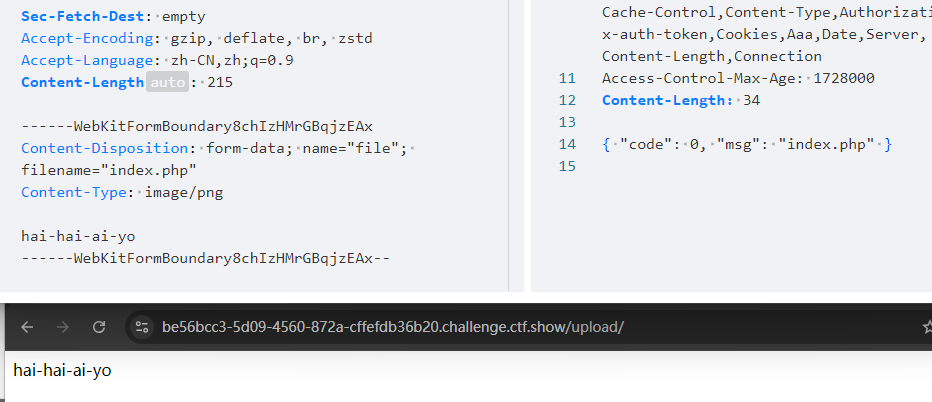 Sec-Fetch-Dest: empty
Accept-Encoding: gzip, deflate, br, zstd
Accept-Language: zh-CN,zh;q=0.9
Content-Length auto : 215
------WebKitFormBoundary8chIzHMrGBqjzEAx
Content-Disposition: form-data; name="file";
filename="index.php"
Content-Type: image/png
hai-hai-ai-yo
------WebKitFormBoundary8chIzHMrGBqjzEAx--
Cache-Control,Content-Type,Authorizati
x-auth-token,Cookies,Aaa,Date,Server,
Content-Length,Connection
11 Access-Control-Max-Age: 1728000
12 Content-Length: 34
13
14 { "code": 0, "msg": "index.php" }
15
be56bcc3-5d09-4560-872a-cffefdb36b20.challenge.ctf.show/upload/
hai-hai-ai-yo